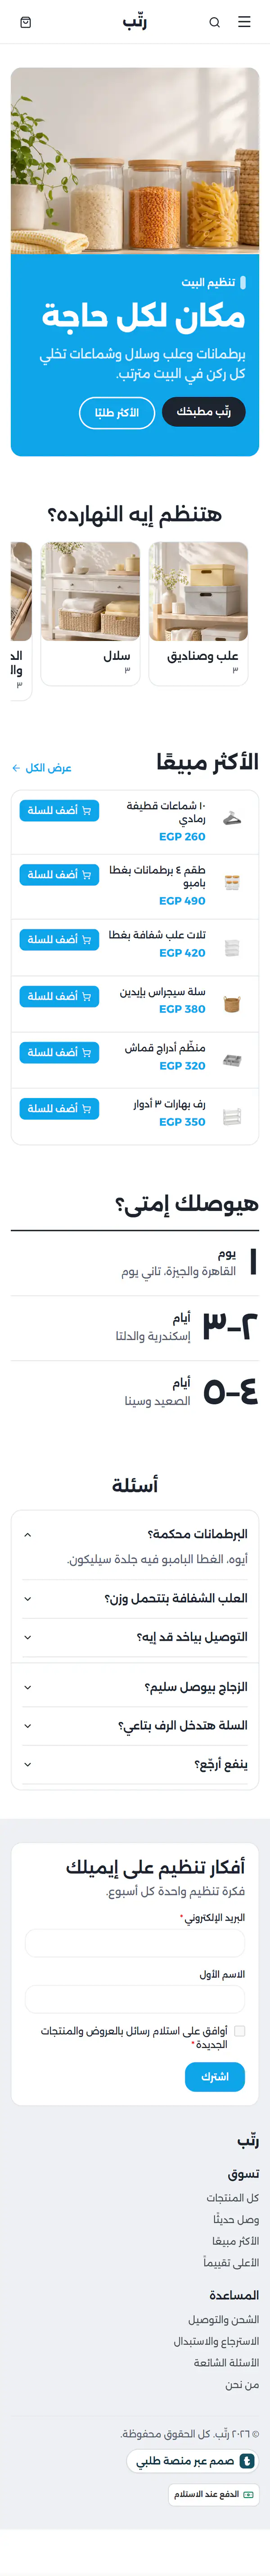 رتّب
تنظيم البيت
مكان لكل حاجة
برطمانات وعلب وسلال وشماعات تخلي
كل ركن في البيت مترتب.
رتّب مطبخك
الأكثر طلبًا
هتنظم إيه النهارده؟
علب وصناديق
٣
سلال
٣
٣
الأكثر مبيعًا
عرض الكل
١٠ شماعات قطيفة
رمادي
EGP 260
أضف للسلة
طقم ٤ برطمانات بغطا
بامبو
EGP 490
أضف للسلة
تلات علب شفافة بغطا
EGP 420
أضف للسلة
سلة سيجراس بإيدين
EGP 380
أضف للسلة
منظّم أدراج قماش
EGP 320
أضف للسلة
رف بهارات ٣ أدوار
EGP 350
أضف للسلة
هيوصلك إمتى؟
١
يوم
القاهرة والجيزة، تاني يوم
٢–٣
أيام
إسكندرية والدلتا
٤–٥
أيام
الصعيد وسينا
أسئلة
البرطمانات محكمة؟
أيوه، الغطا البامبو فيه جلدة سيليكون.
العلب الشفافة بتتحمل وزن؟
التوصيل بياخد قد إيه؟
الزجاج بيوصل سليم؟
السلة هتدخل الرف بتاعي؟
ينفع أرجّع؟
أفكار تنظيم على إيميلك
فكرة تنظيم واحدة كل أسبوع.
البريد الإلكتروني *
الاسم الأول
أوافق على استلام رسائل بالعروض والمنتجات
الجديدة *
اشترك
رتّب
تسوق
كل المنتجات
وصل حديثًا
الأكثر مبيعًا
الأعلى تقييماً
المساعدة
الشحن والتوصيل
الاسترجاع والاستبدال
الأسئلة الشائعة
من نحن
© ٢٠٢٦ رتّب. كل الحقوق محفوظة.
صمم عبر منصة طلبي
الدفع عند الاستلام